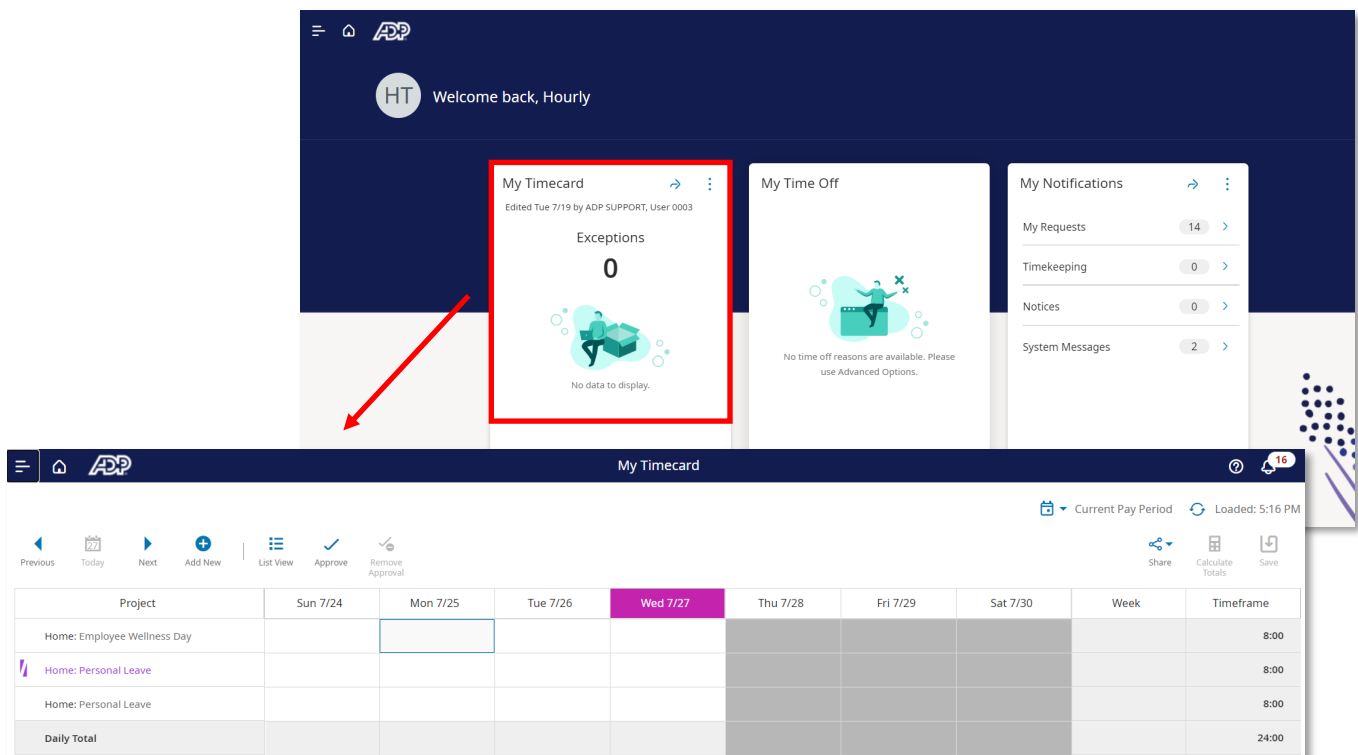 ADP
HT
Welcome back, Hourly
My Timecard
Edited Tue 7/19 by ADP SUPPORT, User 0003
Exceptions
0
No data to display.
My Time Off
No time off reasons are available. Please
use Advanced Options.
My Notifications
My Requests 14
Timekeeping 0
Notices 0
System Messages 2
ADP
My Timecard
16
Current Pay Period
Loaded: 5:16 PM
Previous
27
Today
Next
Add New
List View
Approve
Remove
Approval
Share
Calculate
Totals
Save
Project Sun 7/24 Mon 7/25 Tue 7/26 Wed 7/27 Thu 7/28 Fri 7/29 Sat 7/30 Week Timeframe
Home: Employee Wellness Day 8:00
Home: Personal Leave 8:00
Home: Personal Leave 8:00
Daily Total 24:00